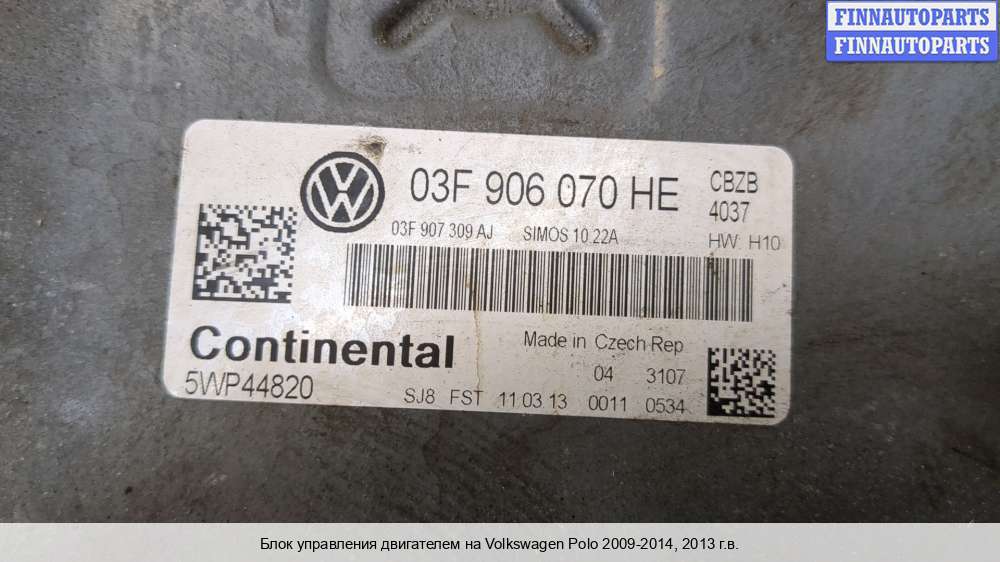 FINNAUTOPARTS
FINNAUTOPARTS
03F 906 070 HE
CBZB
4037
03F 907 309 AJ SIMOS 10.22A HW: H10
Continental
Made in Czech Rep
5WP44820
04 3107
SJ8 FST 11 03 13 0011 0534
Блок управления двигателем на Volkswagen Polo 2009-2014, 2013 г.в.